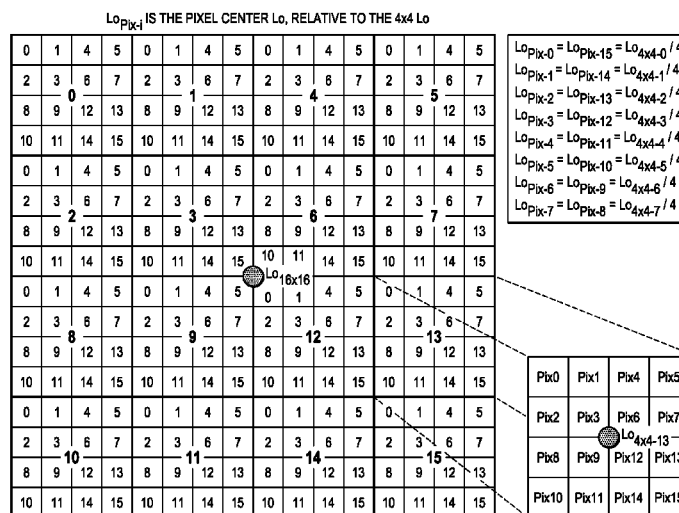 LoPix-i IS THE PIXEL CENTER Lo, RELATIVE TO THE 4x4 Lo
0 1 4 5 0 1 4 5 0 1 4 5 0 1 4 5
2 3 6 7 2 3 6 7 2 3 6 7 2 3 6 7
0 1 4 5
8 9 12 13 8 9 12 13 8 9 12 13 8 9 12 13
10 11 14 15 10 11 14 15 10 11 14 15 10 11 14 15
0 1 4 5 0 1 4 5 0 1 4 5 0 1 4 5
2 3 6 7 2 3 6 7 2 3 6 7 2 3 6 7
2 3 6 7
8 9 12 13 8 9 12 13 8 9 12 13 8 9 12 13
10 11 14 15 10 11 14 15 10 11 14 15 10 11 14 15
Lo16x16
0 1 4 5 0 1 4 5 0 1 4 5 0 1 4 5
2 3 6 7 2 3 6 7 2 3 6 7 2 3 6 7
8 9 12 13
8 9 12 13 8 9 12 13 8 9 12 13 8 9 12 13
10 11 14 15 10 11 14 15 10 11 14 15 10 11 14 15
0 1 4 5 0 1 4 5 0 1 4 5 0 1 4 5
2 3 6 7 2 3 6 7 2 3 6 7 2 3 6 7
10 11 14 15
8 9 12 13 8 9 12 13 8 9 12 13 8 9 12 13
10 11 14 15 10 11 14 15 10 11 14 15 10 11 14 15
LoPix-0 = LoPix-15 = Lo4x4-0 / 4
LoPix-1 = LoPix-14 = Lo4x4-1 / 4
LoPix-2 = LoPix-13 = Lo4x4-2 / 4
LoPix-3 = LoPix-12 = Lo4x4-3 / 4
LoPix-4 = LoPix-11 = Lo4x4-4 / 4
LoPix-5 = LoPix-10 = Lo4x4-5 / 4
LoPix-6 = LoPix-9 = Lo4x4-6 / 4
LoPix-7 = LoPix-8 = Lo4x4-7 / 4
Pix0 Pix1 Pix4 Pix5
Pix2 Pix3 Pix6 Pix7
Lo4x4-13
Pix8 Pix9 Pix12 Pix13
Pix10 Pix11 Pix14 Pix15